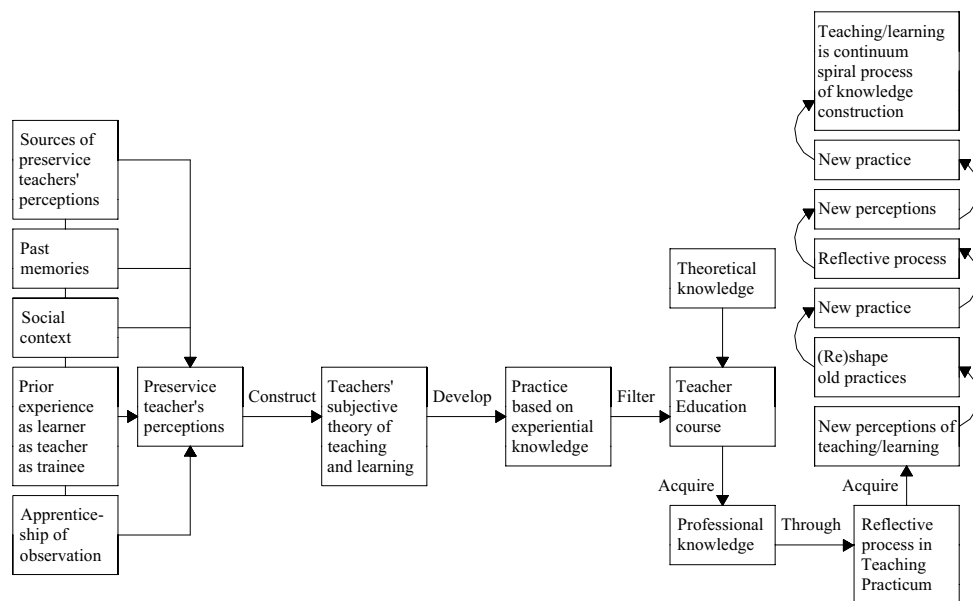 Sources of
preservice
teachers'
perceptions
Past
memories
Social
context
Prior
experience
as learner
as teacher
as trainee
Apprentice-
ship of
observation
Preservice
teacher's
perceptions
Construct
Teachers'
subjective
theory of
teaching
and learning
Develop
Practice
based on
experiential
knowledge
Filter
Theoretical
knowledge
Teacher
Education
course
Acquire
Professional
knowledge
Through
Reflective
process in
Teaching
Practicum
Acquire
New perceptions of
teaching/learning
(Re)shape
old practices
New practice
Reflective process
New perceptions
New practice
Teaching/learning
is continuum
spiral process
of knowledge
construction